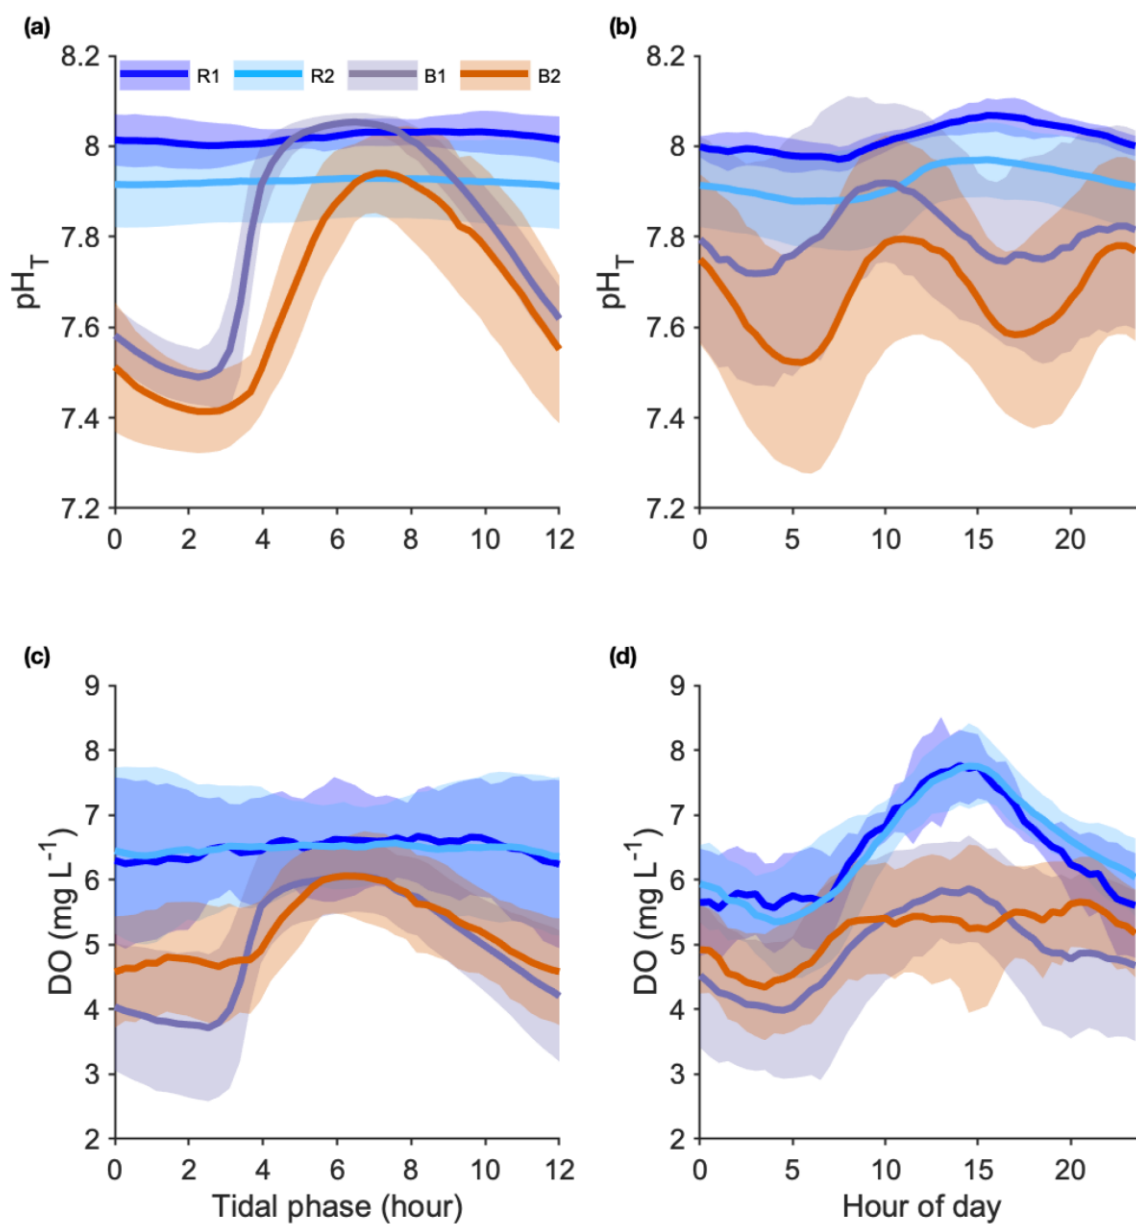 (a)
(b)
8.2
8
7.8
7.6
7.4
7.2
pH_T
R1 R2 B1 B2
0 2 4 6 8 10 12
8.2
8
7.8
7.6
7.4
7.2
pH_T
0 5 10 15 20
(c)
(d)
9
8
7
6
5
4
3
2
DO (mg L⁻¹)
0 2 4 6 8 10 12
Tidal phase (hour)
9
8
7
6
5
4
3
2
DO (mg L⁻¹)
0 5 10 15 20
Hour of day